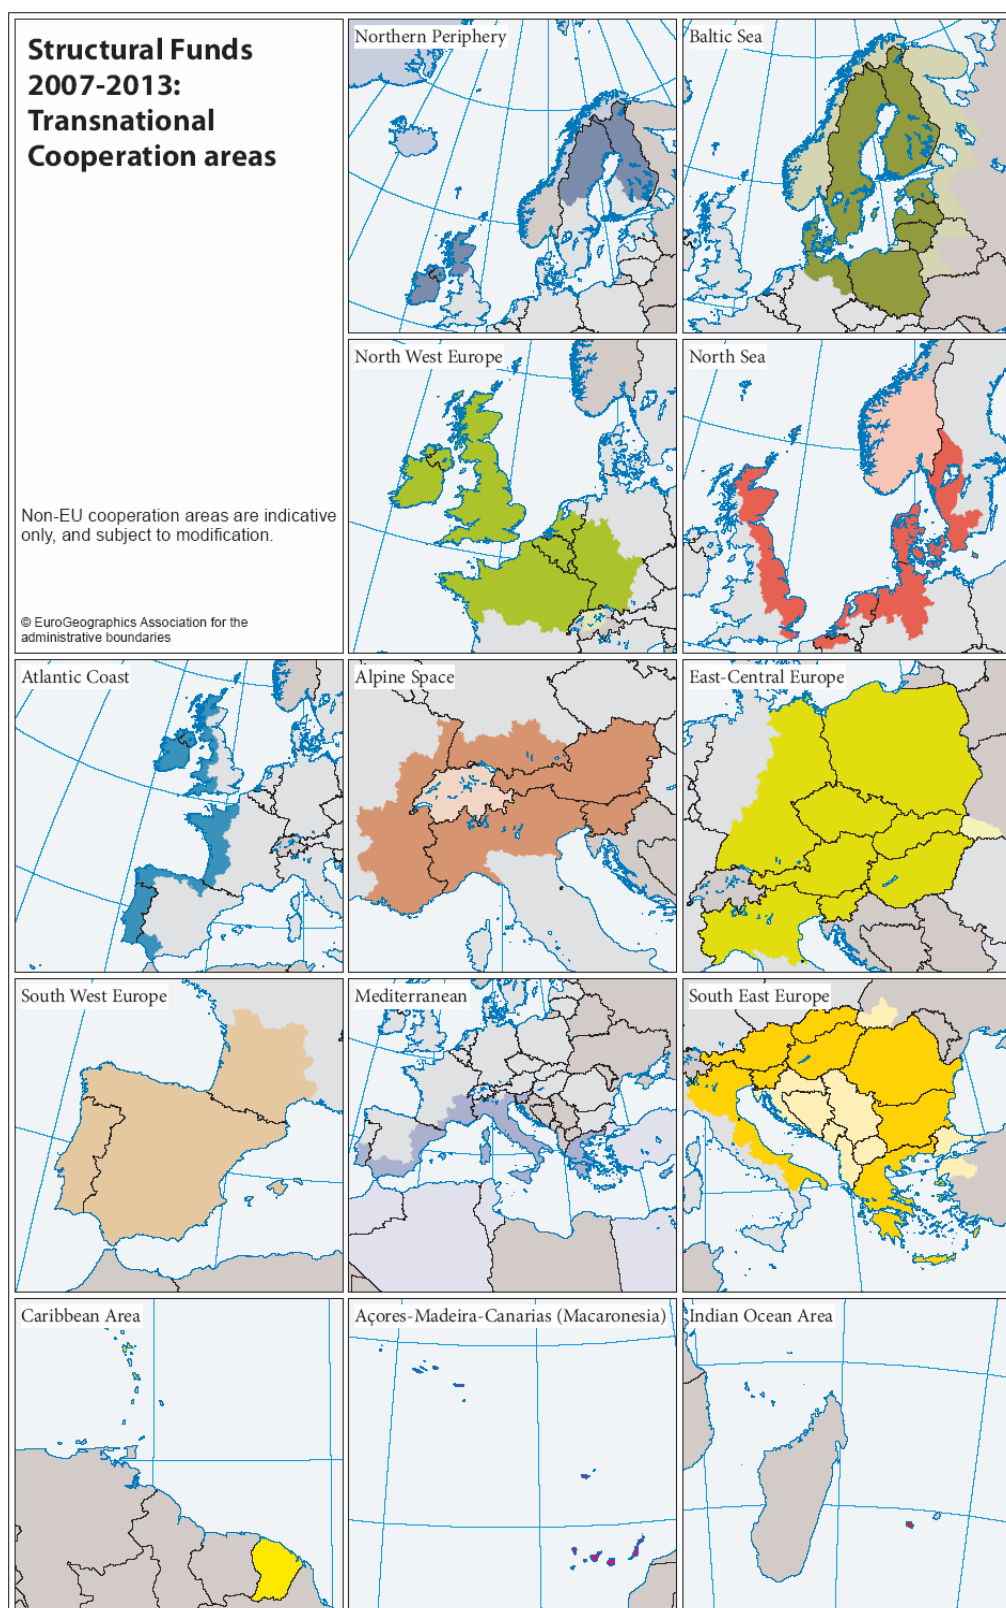 Structural Funds
2007-2013:
Transnational
Cooperation areas
Non-EU cooperation areas are indicative
only, and subject to modification.
© EuroGeographics Association for the
administrative boundaries
Northern Periphery
Baltic Sea
North West Europe
North Sea
Atlantic Coast
Alpine Space
East-Central Europe
South West Europe
Mediterranean
South East Europe
Caribbean Area
Açores-Madeira-Canarias (Macaronesia)
Indian Ocean Area